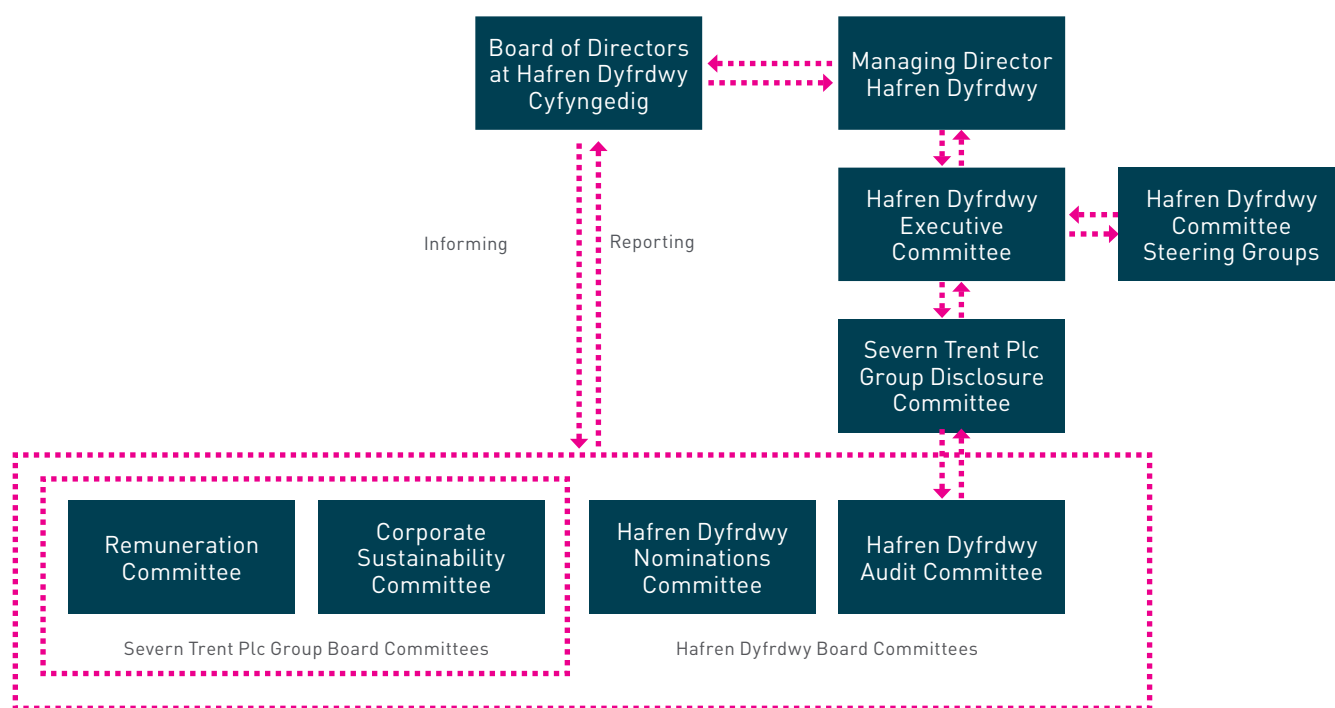 Board of Directors
at Hafren Dyfrdwy
Cyfyngedig
Managing Director
Hafren Dyfrdwy
Hafren Dyfrdwy
Executive
Committee
Hafren Dyfrdwy
Committee
Steering Groups
Informing
Reporting
Severn Trent Plc
Group Disclosure
Committee
Remuneration
Committee
Corporate
Sustainability
Committee
Hafren Dyfrdwy
Nominations
Committee
Hafren Dyfrdwy
Audit Committee
Severn Trent Plc Group Board Committees
Hafren Dyfrdwy Board Committees